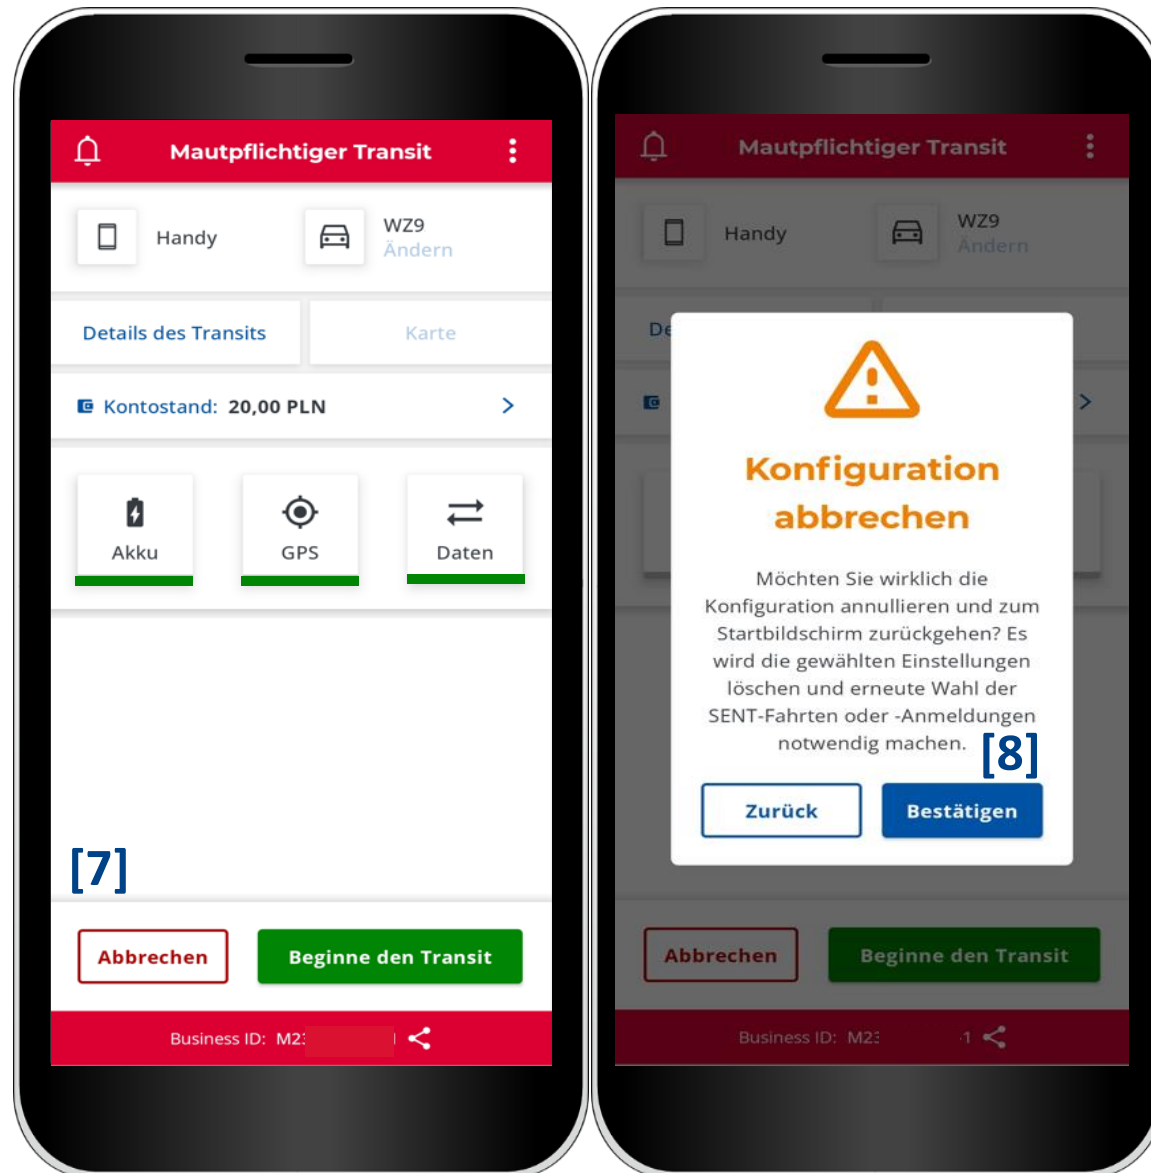 Mautpflichtiger Transit
Handy
WZ9
Ändern
Details des Transits
Karte
Kontostand: 20,00 PLN
Akku
GPS
Daten
[7]
Abbrechen
Beginne den Transit
Business ID: M23
Mautpflichtiger Transit
Handy
WZ9
Ändern
De
Konfiguration
abbrechen
Möchten Sie wirklich die
Konfiguration annullieren und zum
Startbildschirm zurückgehen? Es
wird die gewählten Einstellungen
löschen und erneute Wahl der
SENT-Fahrten oder -Anmeldungen
notwendig machen.
[8]
Zurück
Bestätigen
Abbrechen
Beginne den Transit
Business ID: M23 -1